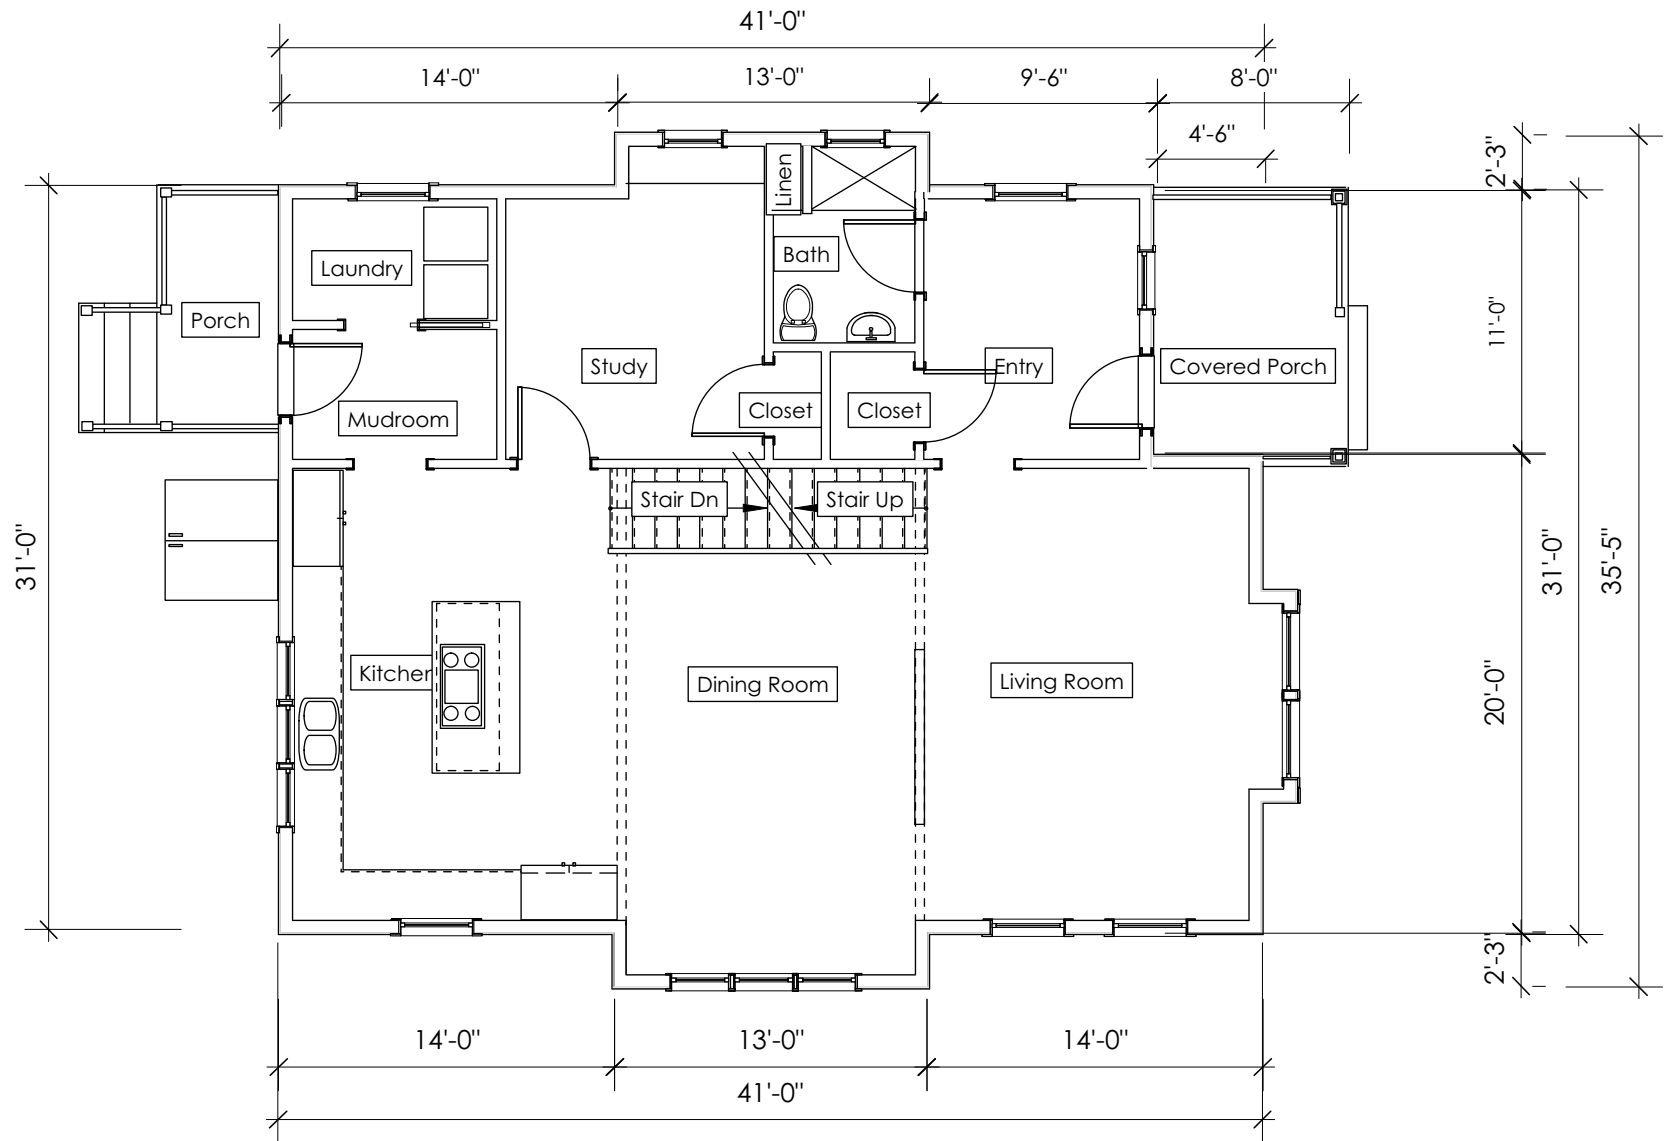 41'-0"
14'-0"
13'-0"
9'-6"
8'-0"
4'-6"
2'-3"
Linen
Bath
Laundry
Porch
11'-0"
Study
Entry
Covered Porch
Closet
Closet
Mudroom
Stair Dn
Stair Up
31'-0"
31'-0"
35'-5"
Kitchen
Dining Room
Living Room
20'-0"
2'-3"
14'-0"
13'-0"
14'-0"
41'-0"